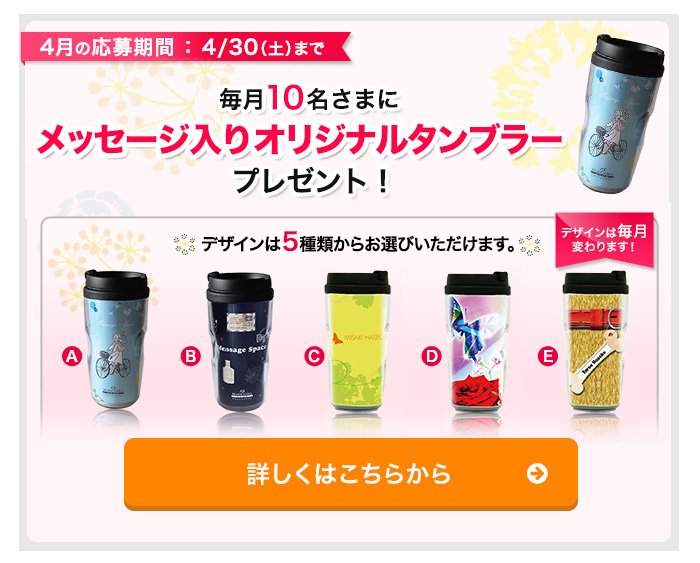 4月の応募期間 : 4/30(土)まで
毎月10名さまに
メッセージ入りオリジナルタンブラー
プレゼント！
デザインは5種類からお選びいただけます。
デザインは毎月
変わります！
A
B
C
D
E
Message Space
MISAKI HASEG
詳しくはこちらから